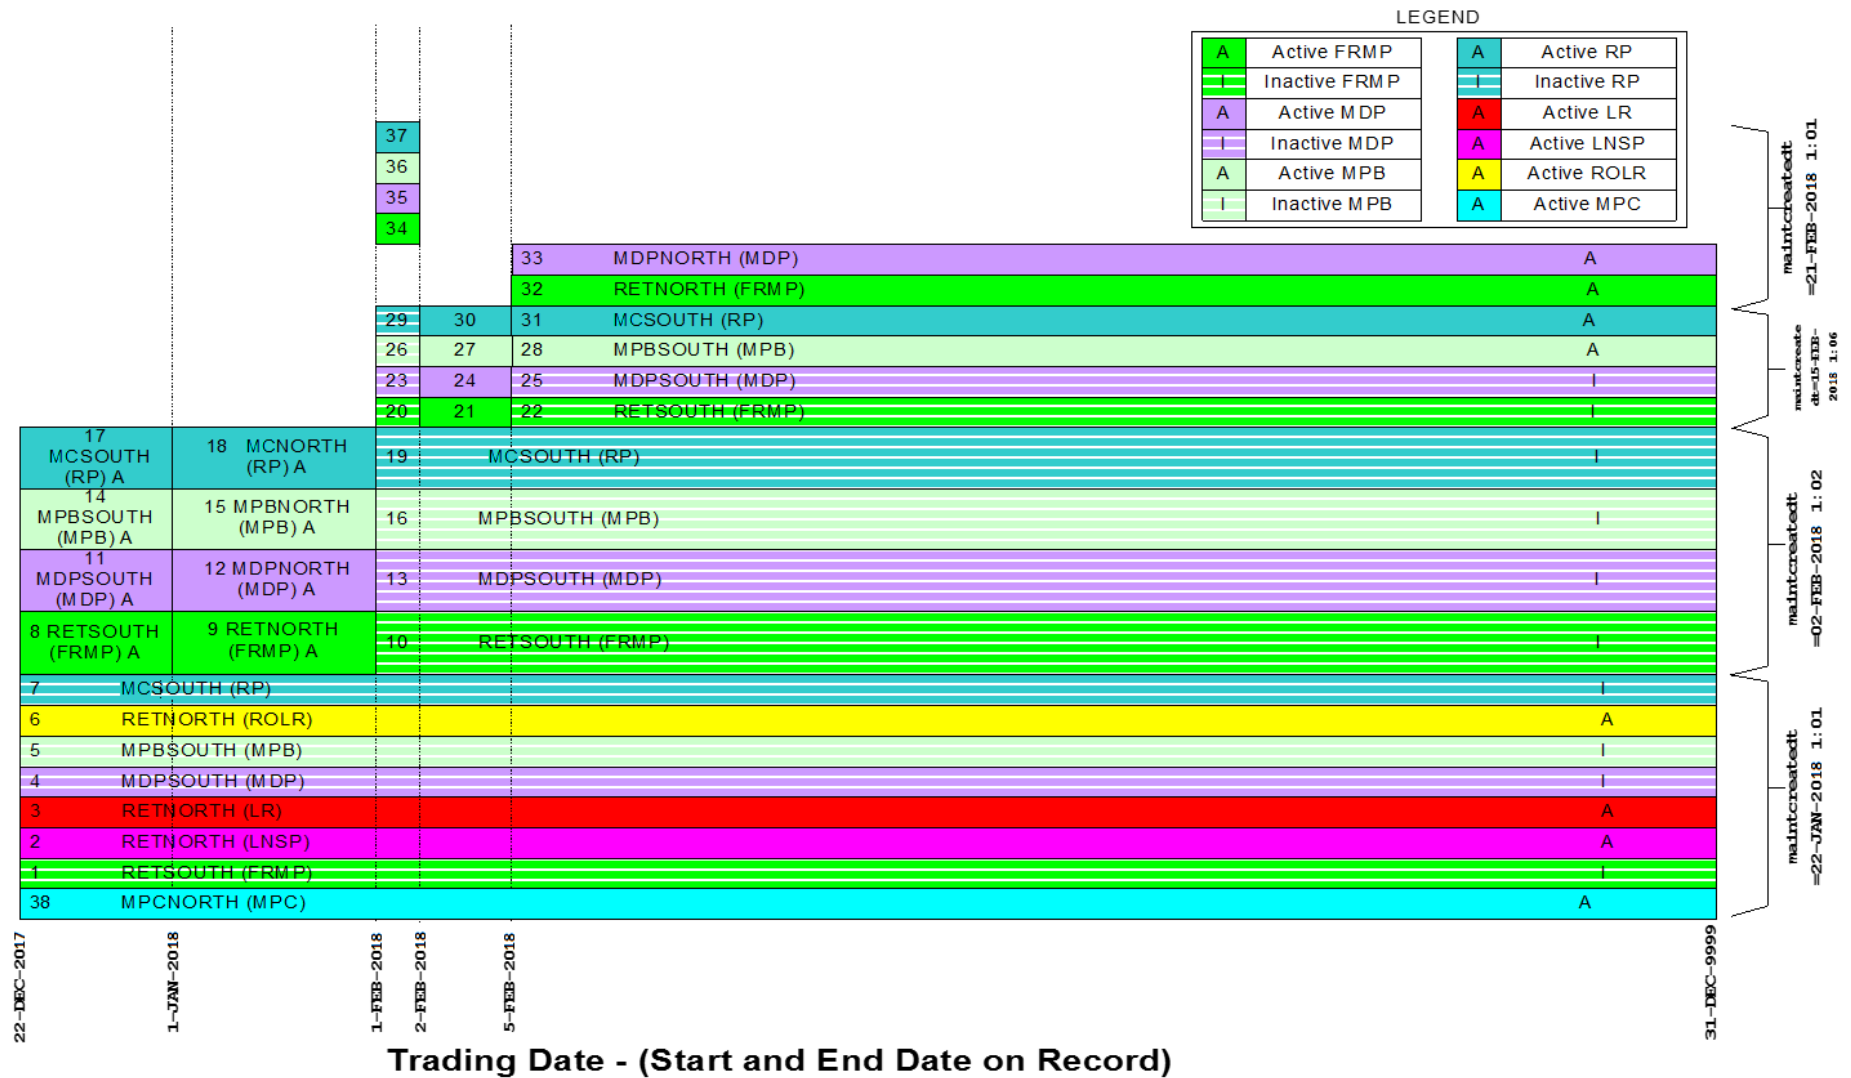 LEGEND
A Active FRMP A Active RP
I Inactive FRMP I Inactive RP
A Active MDP A Active LR
I Inactive MDP A Active LNSP
A Active MPB A Active ROLR
I Inactive MPB A Active MPC
37
36
35
34
33 MDPNORTH (MDP) A
32 RETNORTH (FRMP) A
29 30 31 MCSOUTH (RP) A
26 27 28 MPBSOUTH (MPB) A
23 24 25 MDPSOUTH (MDP) I
20 21 22 RETSOUTH (FRMP) I
17
MCSOUTH
(RP) A
18 MCNORTH
(RP) A
19 MCSOUTH (RP) I
14
MPBSOUTH
(MPB) A
15 MPBNORTH
(MPB) A
16 MPBSOUTH (MPB) I
11
MDPSOUTH
(MDP) A
12 MDPNORTH
(MDP) A
13 MDPSOUTH (MDP) I
8 RETSOUTH
(FRMP) A
9 RETNORTH
(FRMP) A
10 RETSOUTH (FRMP) I
7 MCSOUTH (RP) I
6 RETNORTH (ROLR) A
5 MPBSOUTH (MPB) I
4 MDPSOUTH (MDP) I
3 RETNORTH (LR) A
2 RETNORTH (LNSP) A
1 RETSOUTH (FRMP) I
38 MPCNORTH (MPC) A
maintcreatedt
=21-FEB-2018 1:01
maintcreate
dt=15-FEB-
2018 1:06
maintcreatedt
=02-FEB-2018 1:02
maintcreatedt
=22-JAN-2018 1:01
22-DEC-2017
1-JAN-2018
1-FEB-2018
2-FEB-2018
5-FEB-2018
31-DEC-9999
Trading Date - (Start and End Date on Record)